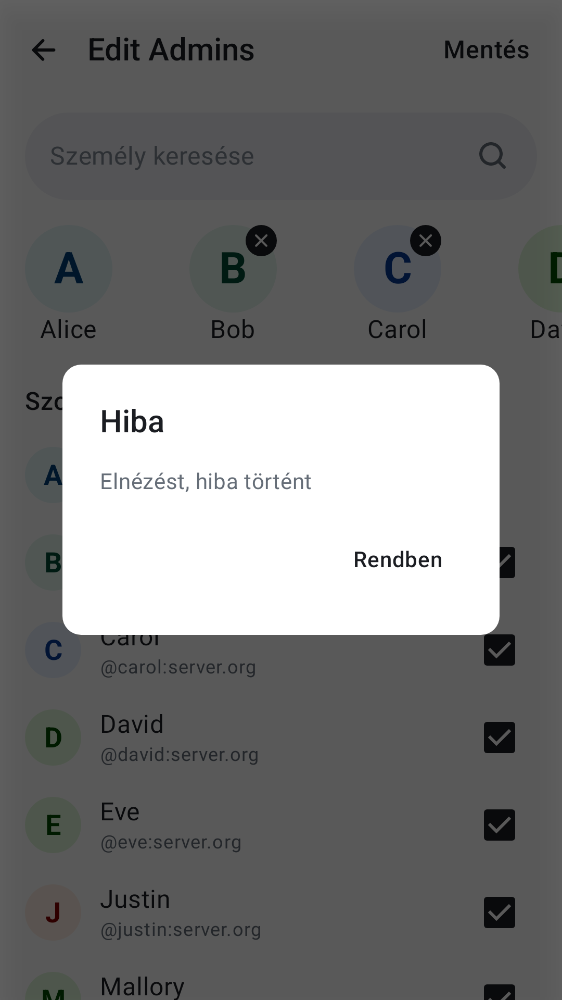 Edit Admins
Mentés
Személy keresése
A
B
C
D
Alice
Bob
Carol
Da
Szo
Hiba
Elnézést, hiba történt
Rendben
A
B
Carol
C
@carol:server.org
David
D
@david:server.org
Eve
E
@eve:server.org
Justin
J
@justin:server.org
Mallory
M